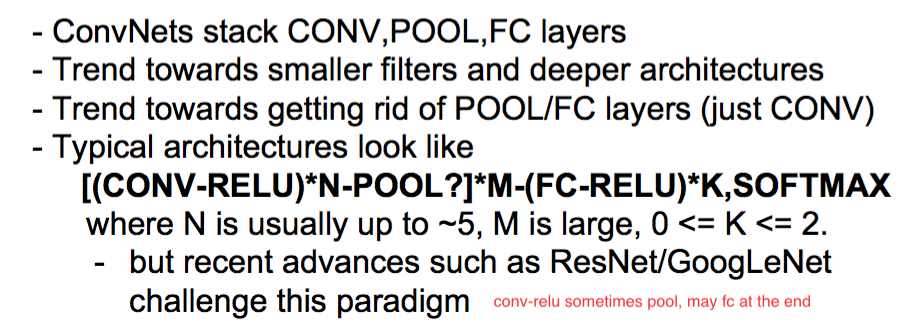 - ConvNets stack CONV,POOL,FC layers
- Trend towards smaller filters and deeper architectures
- Trend towards getting rid of POOL/FC layers (just CONV)
- Typical architectures look like
[(CONV-RELU)*N-POOL?]*M-(FC-RELU)*K,SOFTMAX
where N is usually up to ~5, M is large, 0 <= K <= 2.
- but recent advances such as ResNet/GoogLeNet
challenge this paradigm conv-relu sometimes pool, may fc at the end